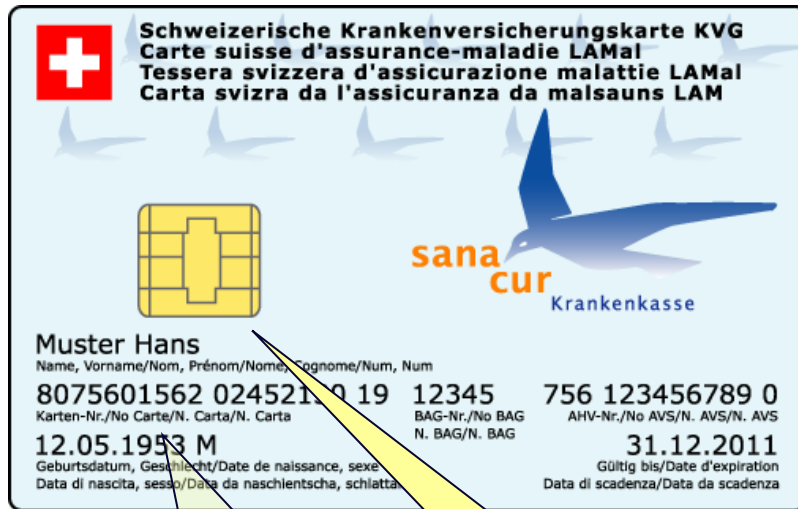 Schweizerische Krankenversicherungskarte KVG
Carte suisse d'assurance-maladie LAMal
Tessera svizzera d'assicurazione malattie LAMal
Carta svizra da l'assicuranza da malsauns LAM
sana
cur
Krankenkasse
Muster Hans
Name, Vorname/Nom, Prénom/Nome, Cognome/Num, Num
8075601562 19 12345 756 123456789 0
Karten-Nr./No Carte/N. Carta/N. Carta BAG-Nr./No BAG AHV-Nr./No AVS/N. AVS/N. AVS
N. BAG/N. BAG
12.05.1953 M 31.12.2011
Geburtsdatum, Geschlecht/Date de naissance, sexe Gültig bis/Date d'expiration
Data di nascita, sesso/Data da naschientscha, schlatta Data di scadenza/Data da scadenza